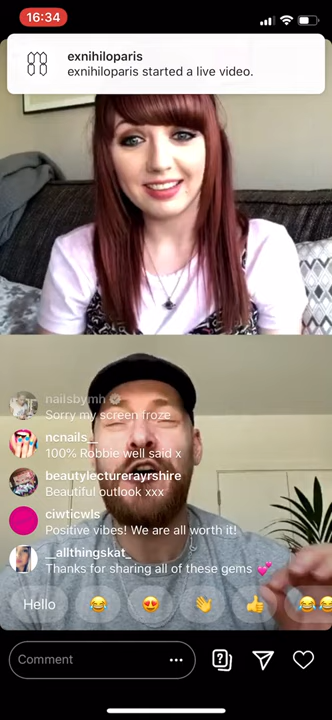 16:34
exnihiloparis
exnihiloparis started a live video.
nailsbymh
Sorry my screen froze
ncnails__
100% Robbie well said x
beautylecturerayrshire
Beautiful outlook xxx
ciwticwls
Positive vibes! We are all worth it!
__allthingskat_
Thanks for sharing all of these gems 💕
Hello 😂 😍 👋 👍 😂😂
Comment